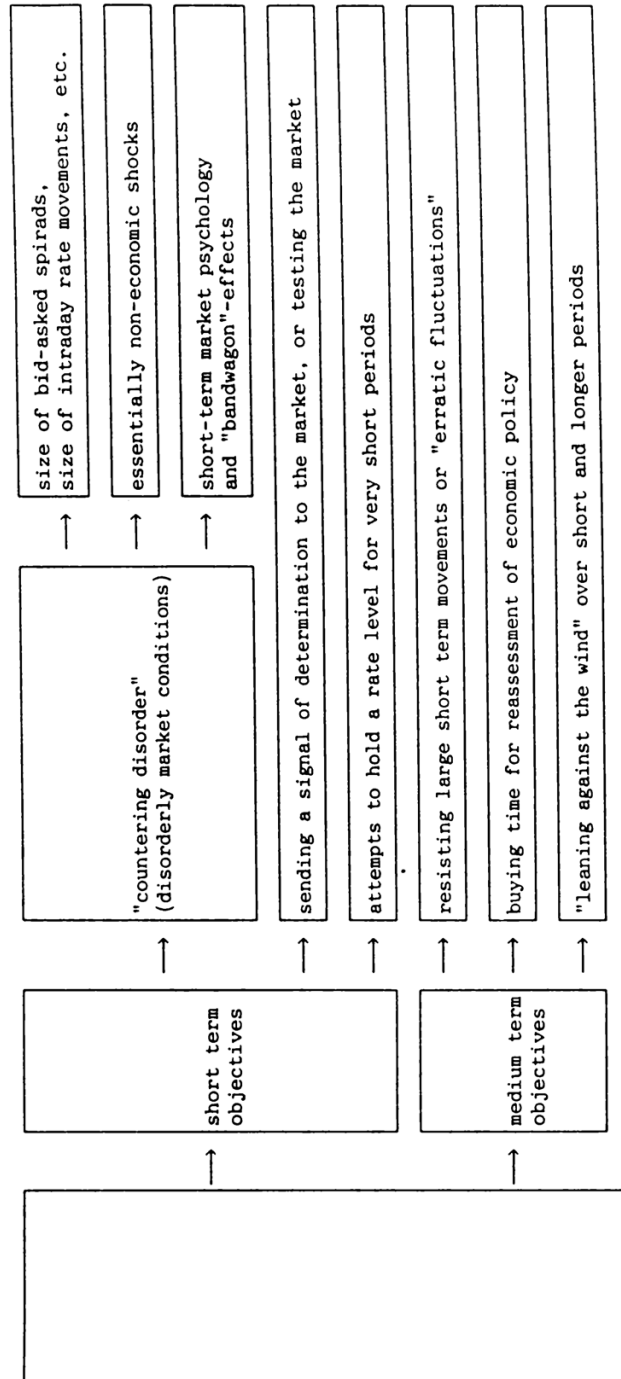 size of bid-asked spirads,
size of intraday rate movements, etc.
essentially non-economic shocks
short-term market psychology
and "bandwagon"-effects
"countering disorder"
(disorderly market conditions)
sending a signal of determination to the market, or testing the market
attempts to hold a rate level for very short periods
short term
objectives
resisting large short term movements or "erratic fluctuations"
buying time for reassessment of economic policy
"leaning against the wind" over short and longer periods
medium term
objectives